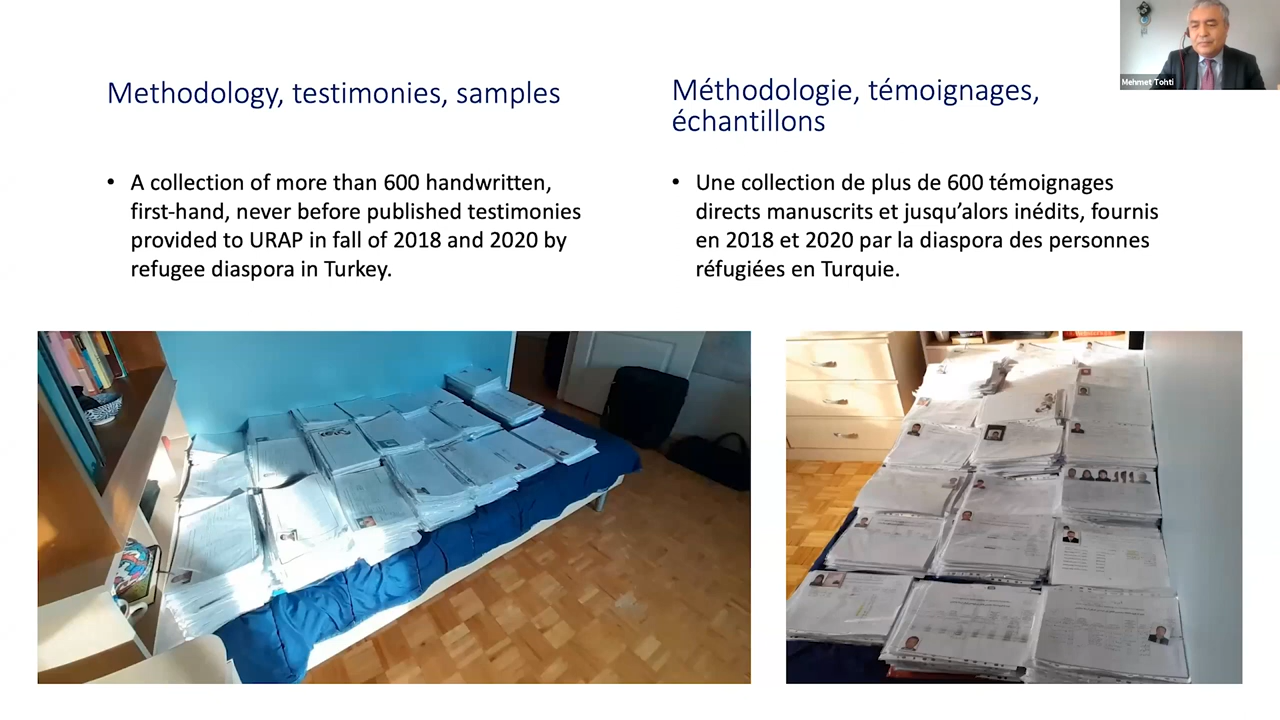 Mehmet Tohti
Methodology, testimonies, samples
• A collection of more than 600 handwritten,
first-hand, never before published testimonies
provided to URAP in fall of 2018 and 2020 by
refugee diaspora in Turkey.
Méthodologie, témoignages,
échantillons
• Une collection de plus de 600 témoignages
directs manuscrits et jusqu’alors inédits, fournis
en 2018 et 2020 par la diaspora des personnes
réfugiées en Turquie.